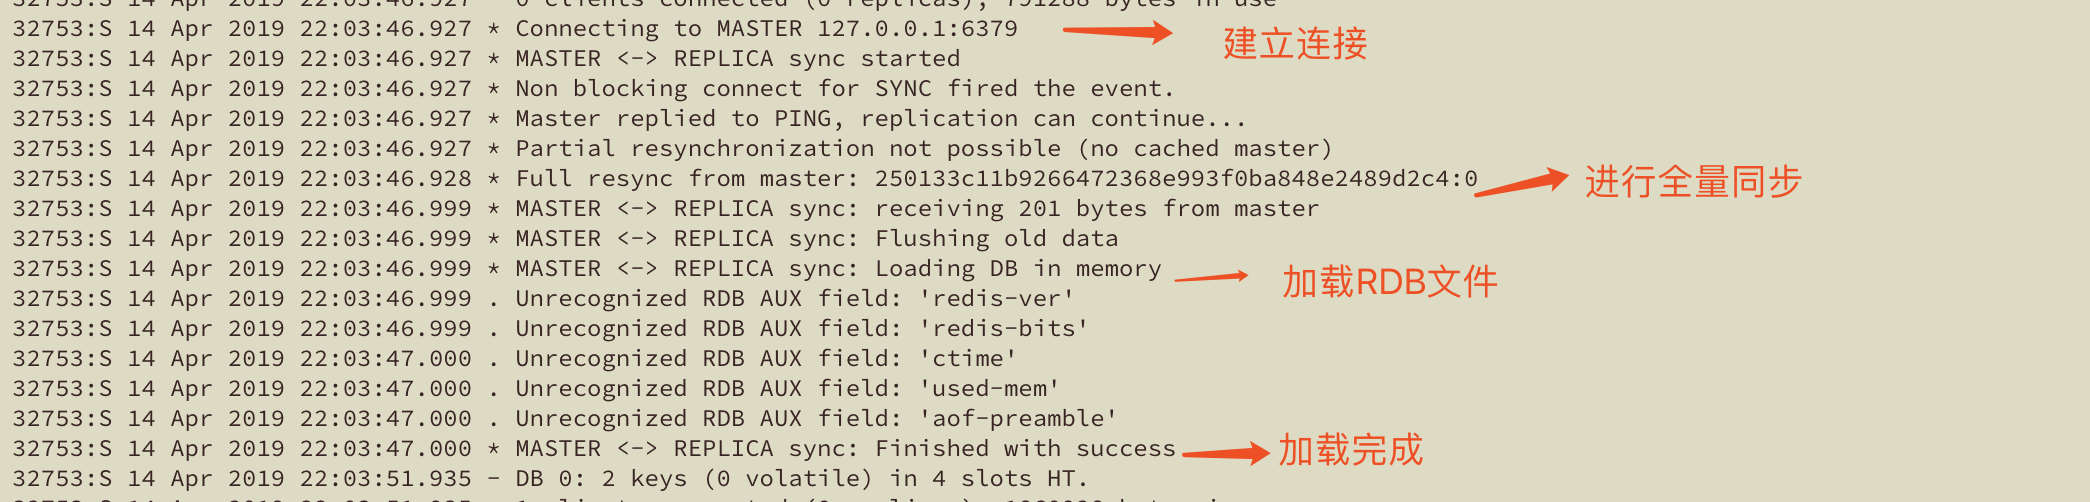 32753:S 14 Apr 2019 22:03:46.927 - 0 clients connected (0 replicas), 791288 bytes in use
32753:S 14 Apr 2019 22:03:46.927 * Connecting to MASTER 127.0.0.1:6379 建立连接
32753:S 14 Apr 2019 22:03:46.927 * MASTER <-> REPLICA sync started
32753:S 14 Apr 2019 22:03:46.927 * Non blocking connect for SYNC fired the event.
32753:S 14 Apr 2019 22:03:46.927 * Master replied to PING, replication can continue...
32753:S 14 Apr 2019 22:03:46.927 * Partial resynchronization not possible (no cached master)
32753:S 14 Apr 2019 22:03:46.928 * Full resync from master: 250133c11b9266472368e993f0ba848e2489d2c4:0 进行全量同步
32753:S 14 Apr 2019 22:03:46.999 * MASTER <-> REPLICA sync: receiving 201 bytes from master
32753:S 14 Apr 2019 22:03:46.999 * MASTER <-> REPLICA sync: Flushing old data
32753:S 14 Apr 2019 22:03:46.999 * MASTER <-> REPLICA sync: Loading DB in memory 加载RDB文件
32753:S 14 Apr 2019 22:03:46.999 . Unrecognized RDB AUX field: 'redis-ver'
32753:S 14 Apr 2019 22:03:46.999 . Unrecognized RDB AUX field: 'redis-bits'
32753:S 14 Apr 2019 22:03:47.000 . Unrecognized RDB AUX field: 'ctime'
32753:S 14 Apr 2019 22:03:47.000 . Unrecognized RDB AUX field: 'used-mem'
32753:S 14 Apr 2019 22:03:47.000 . Unrecognized RDB AUX field: 'aof-preamble'
32753:S 14 Apr 2019 22:03:47.000 * MASTER <-> REPLICA sync: Finished with success 加载完成
32753:S 14 Apr 2019 22:03:51.935 - DB 0: 2 keys (0 volatile) in 4 slots HT.